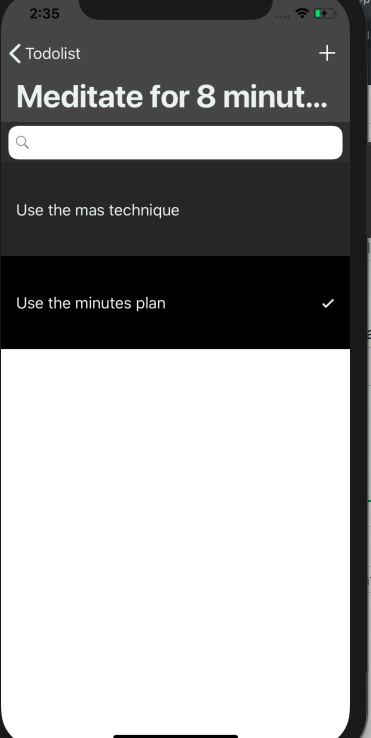 2:35
Todolist
Meditate for 8 minut...
Use the mas technique
Use the minutes plan